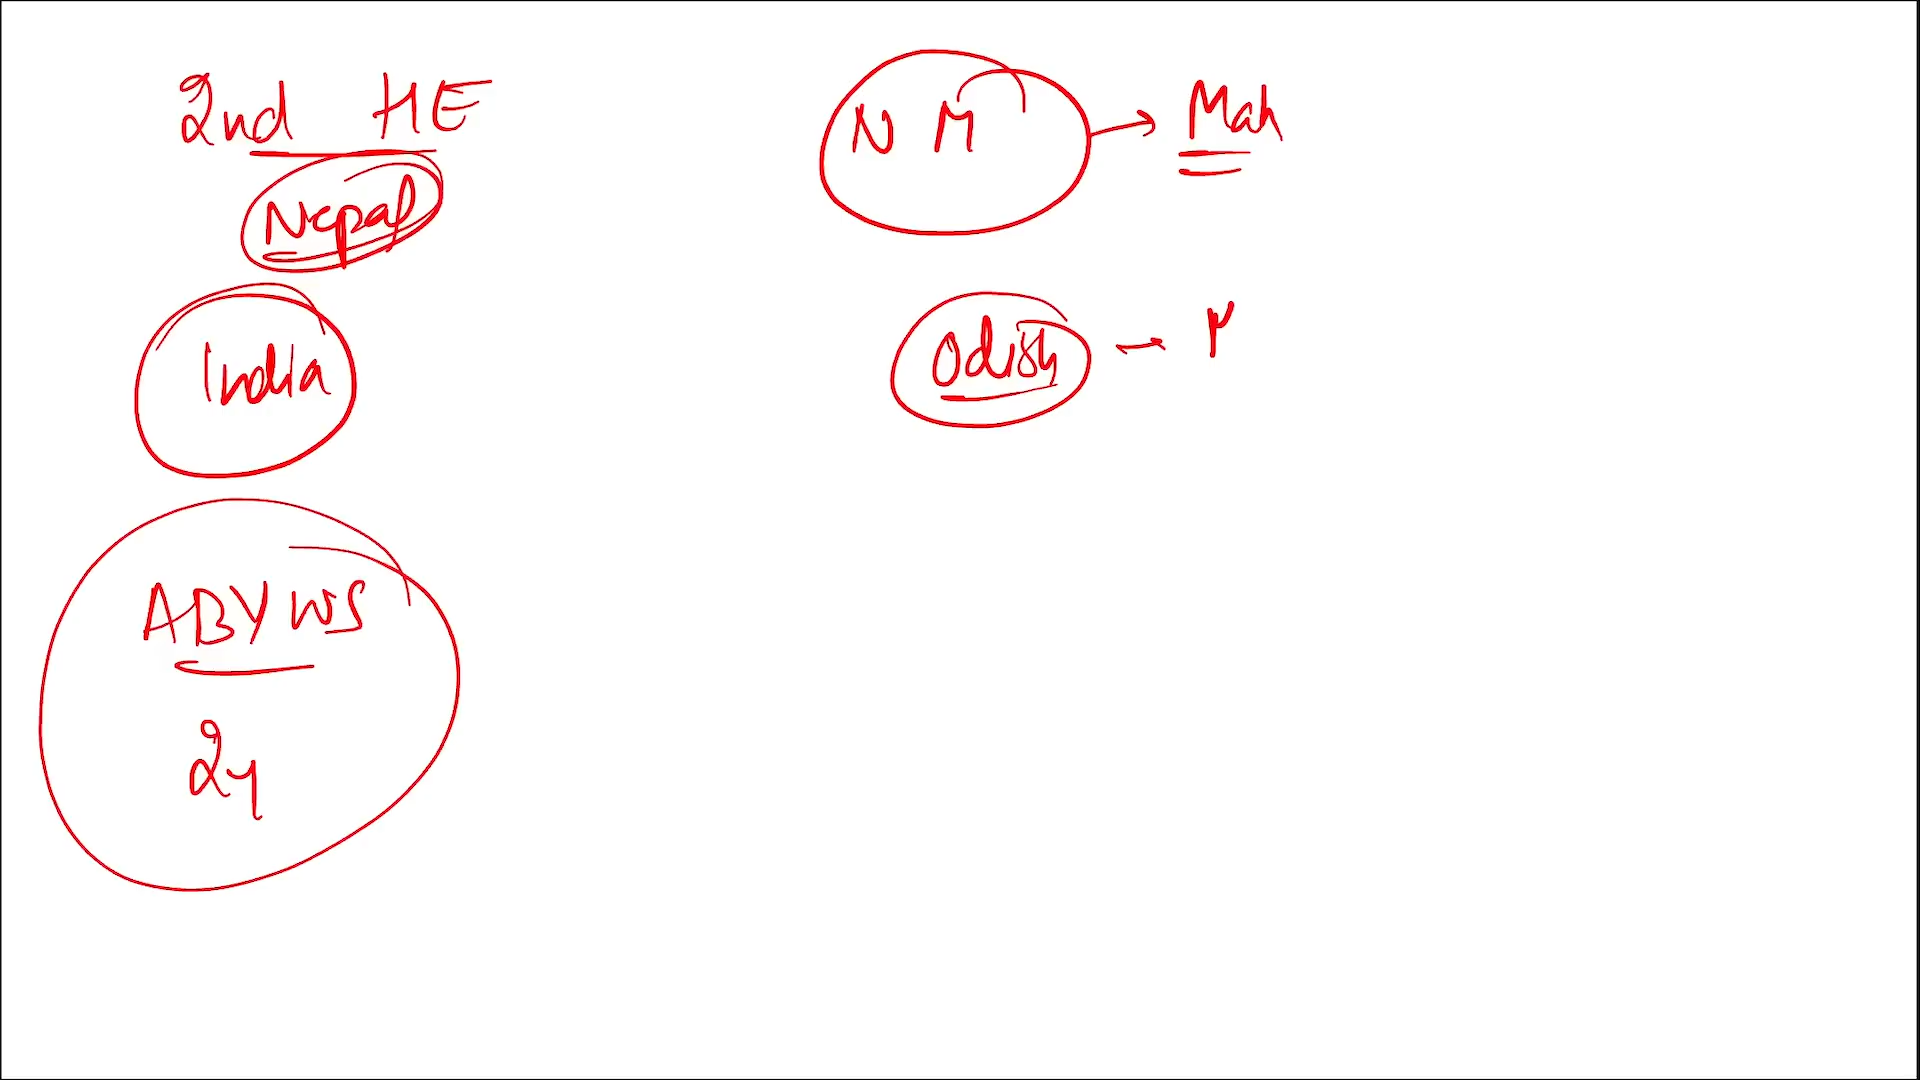 2nd HE
Nepal
India
ABYWS
24
N M → Mah
Odish -